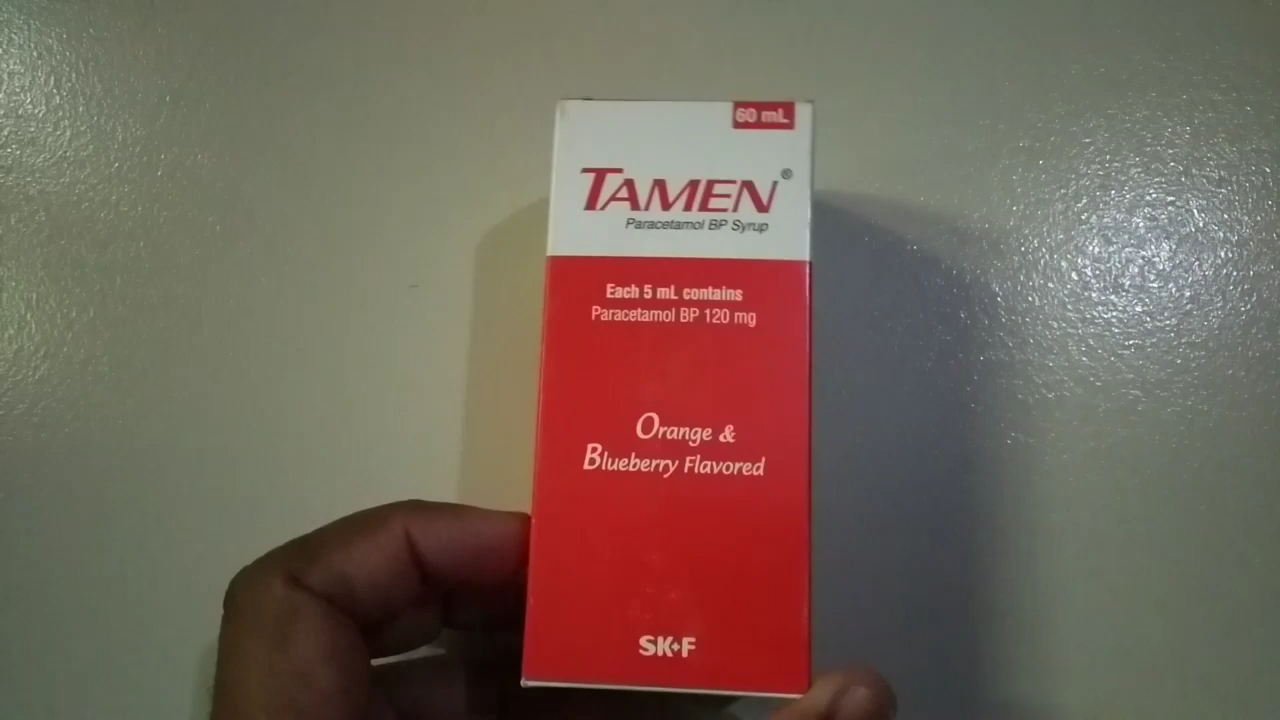 60 mL
TAMEN®
Paracetamol BP Syrup
Each 5 mL contains
Paracetamol BP 120 mg
Orange &
Blueberry Flavored
SK+F